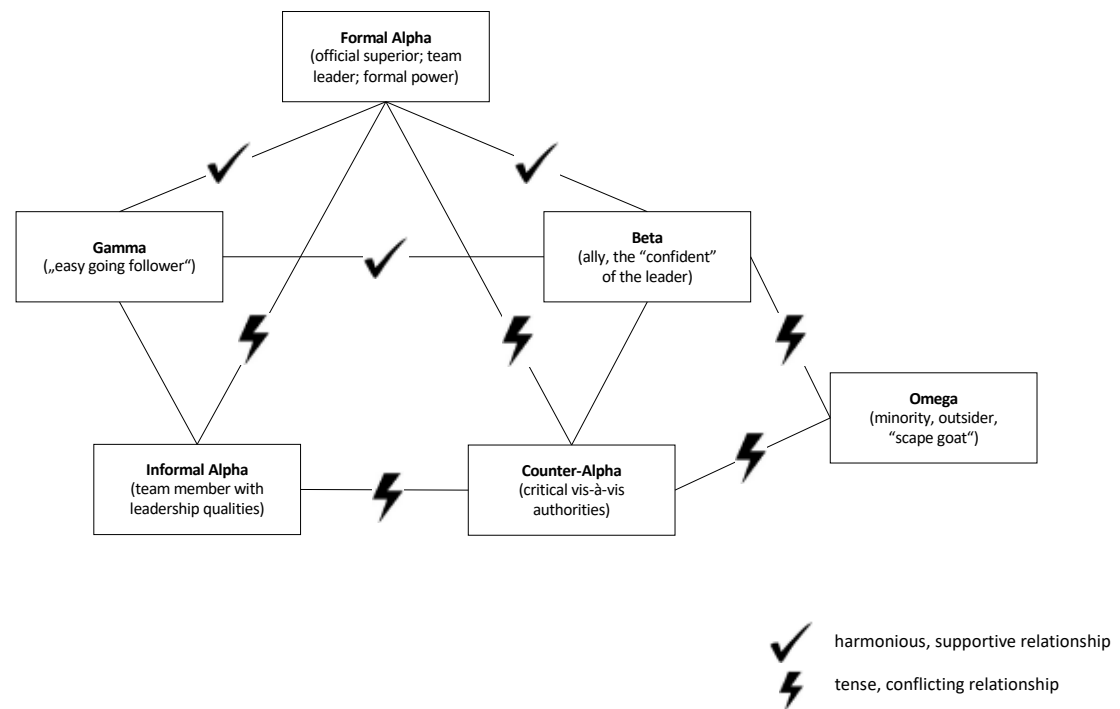 Formal Alpha
(official superior; team
leader; formal power)
Gamma
(„easy going follower“)
Beta
(ally, the “confident”
of the leader)
Omega
(minority, outsider,
“scape goat“)
Informal Alpha
(team member with
leadership qualities)
Counter-Alpha
(critical vis-à-vis
authorities)
harmonious, supportive relationship
tense, conflicting relationship